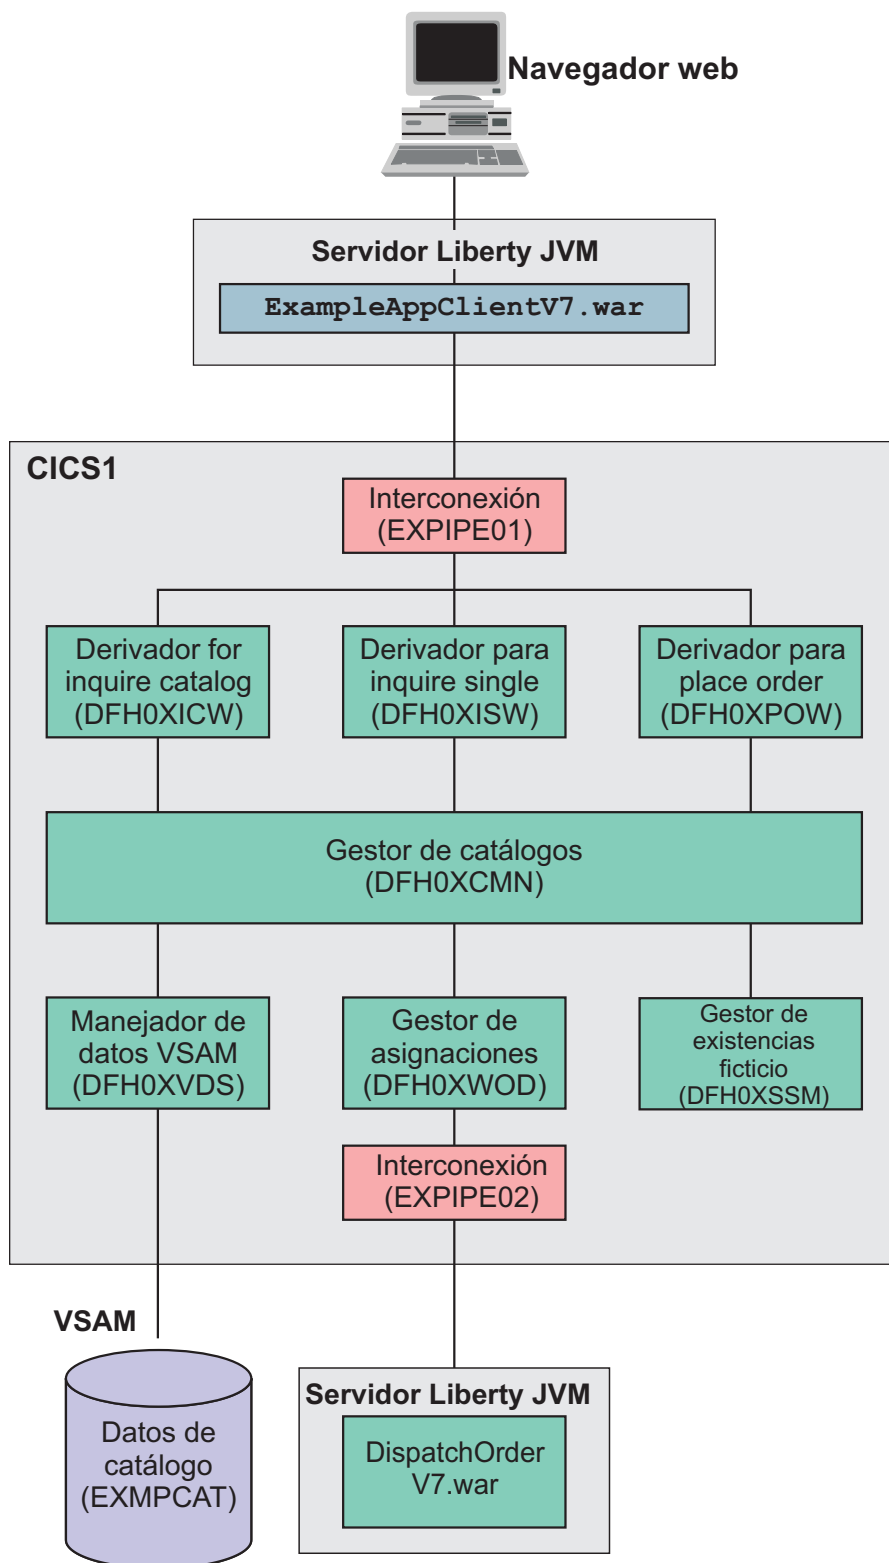 Navegador web
Servidor Liberty JVM
ExampleAppClientV7.war
CICS1
Interconexión
(EXPIPE01)
Derivador for
inquire catalog
(DFH0XICW)
Derivador para
inquire single
(DFH0XISW)
Derivador para
place order
(DFH0XPOW)
Gestor de catálogos
(DFH0XCMN)
Manejador de
datos VSAM
(DFH0XVDS)
Gestor de
asignaciones
(DFH0XWOD)
Gestor de
existencias
ficticio
(DFH0XSSM)
Interconexión
(EXPIPE02)
VSAM
Datos de
catálogo
(EXMPCAT)
Servidor Liberty JVM
DispatchOrder
V7.war